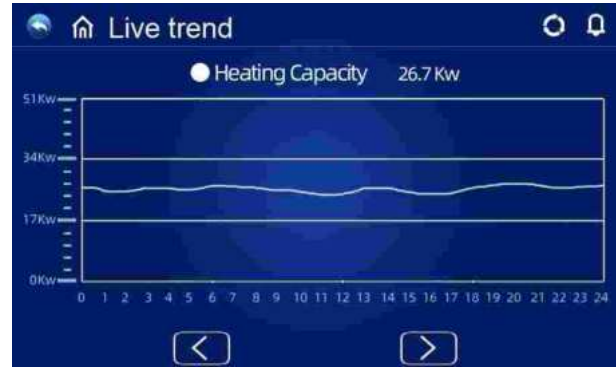 Live trend
Heating Capacity 26.7 Kw
51Kw
34Kw
17Kw
0Kw
0 1 2 3 4 5 6 7 8 9 10 11 12 13 14 15 16 17 18 19 20 21 22 23 24